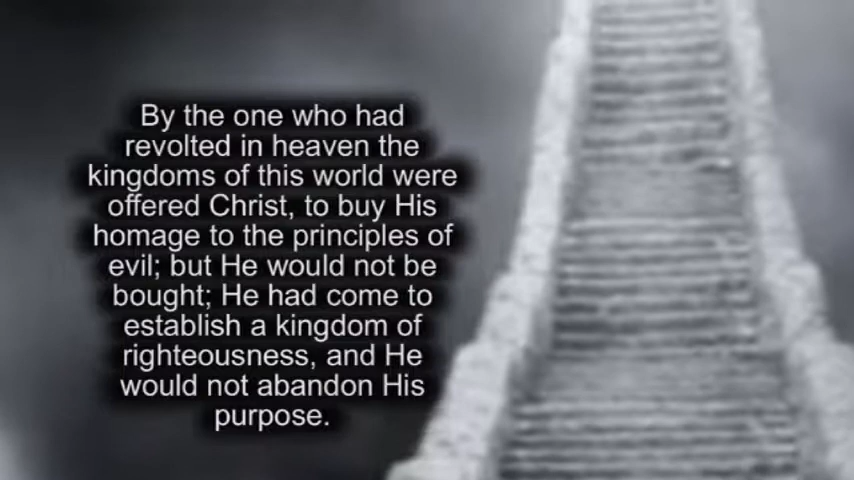 By the one who had
revolted in heaven the
kingdoms of this world were
offered Christ, to buy His
homage to the principles of
evil; but He would not be
bought; He had come to
establish a kingdom of
righteousness, and He
would not abandon His
purpose.